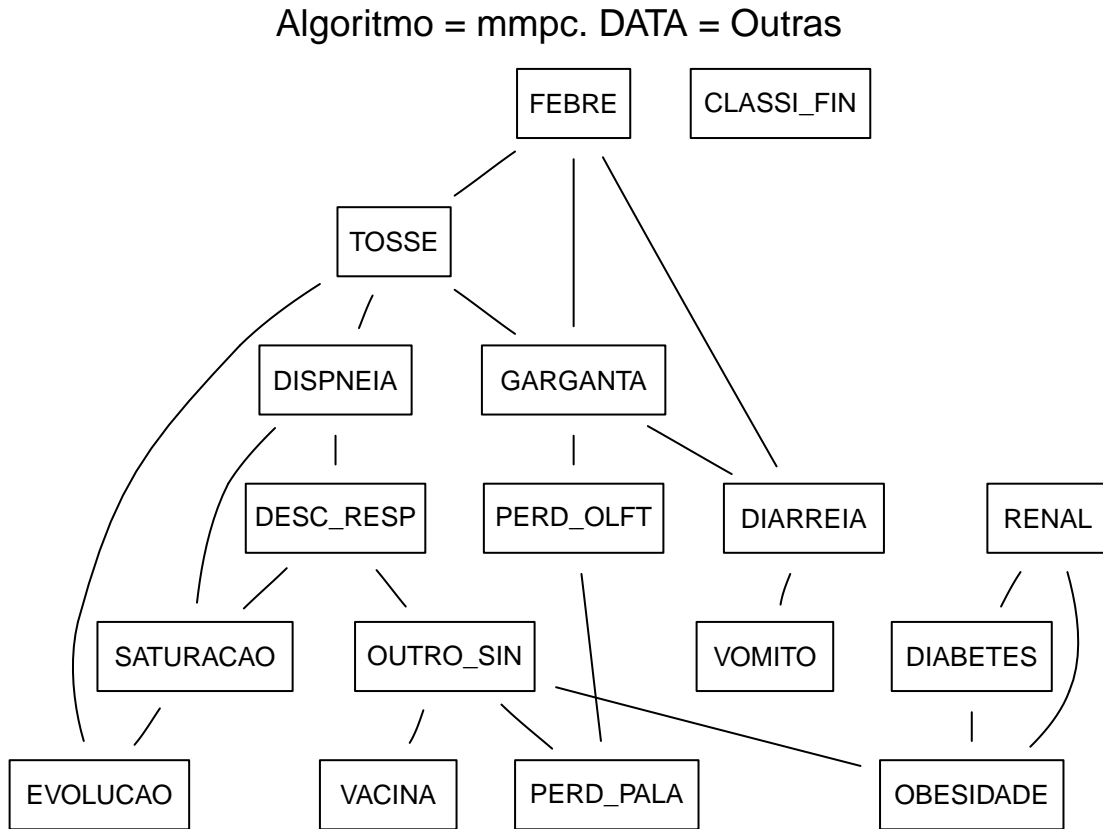 Algoritmo = mmpc. DATA = Outras
FEBRE
CLASSI_FIN
TOSSE
DISPNEIA
GARGANTA
DESC_RESP
PERD_OLFT
DIARREIA
RENAL
SATURACAO
OUTRO_SIN
VOMITO
DIABETES
EVOLUCAO
VACINA
PERD_PALA
OBESIDADE